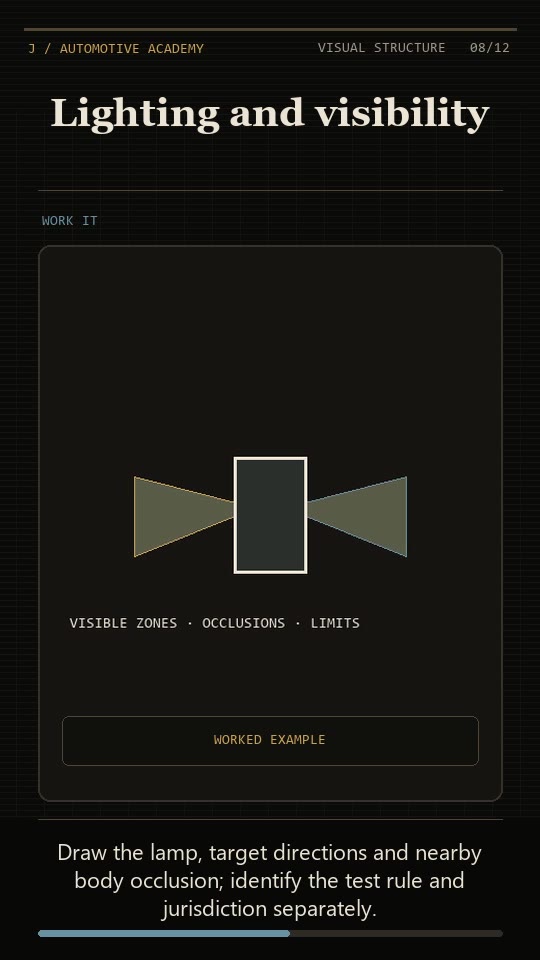 J / AUTOMOTIVE ACADEMY
VISUAL STRUCTURE 08/12
Lighting and visibility
WORK IT
VISIBLE ZONES · OCCLUSIONS · LIMITS
WORKED EXAMPLE
Draw the lamp, target directions and nearby
body occlusion; identify the test rule and
jurisdiction separately.